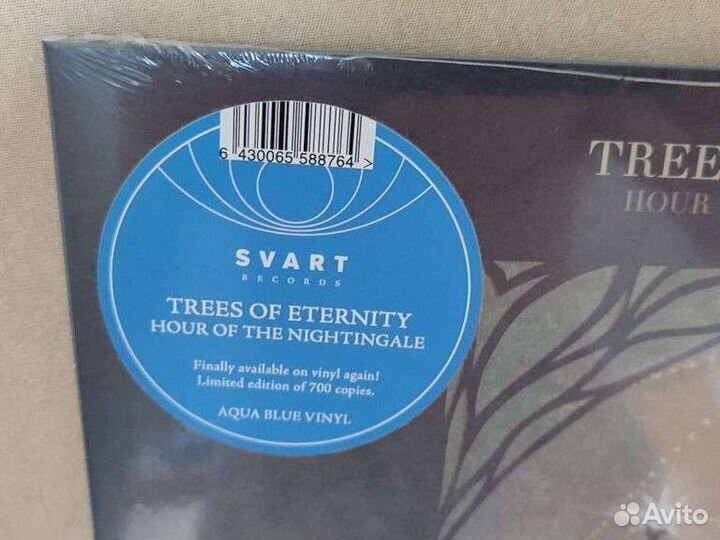 6 430065 588764 >
SVART
RECORDS
TREES OF ETERNITY
HOUR OF THE NIGHTINGALE
Finally available on vinyl again!
Limited edition of 700 copies.
AQUA BLUE VINYL
TREE
HOUR
Avito